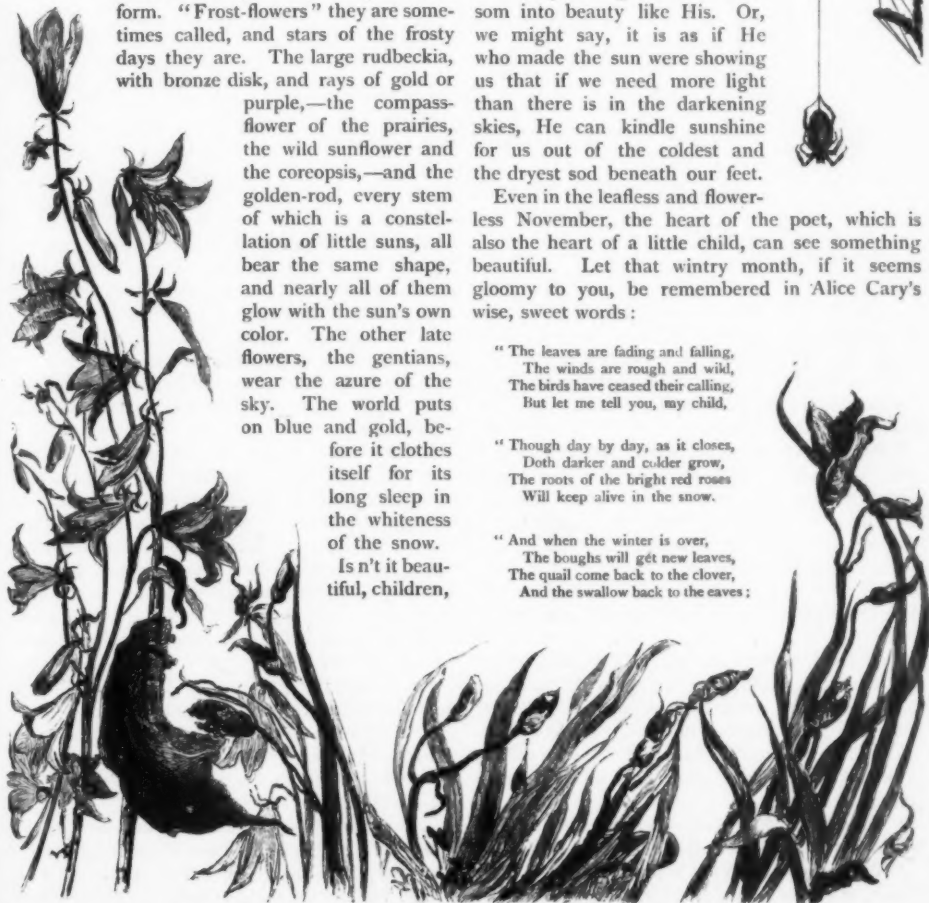 form. “Frost-flowers” they are some-
times called, and stars of the frosty
days they are. The large rudbeckia,
with bronze disk, and rays of gold or
purple,—the compass-
flower of the prairies,
the wild sunflower and
the coreopsis,—and the
golden-rod, every stem
of which is a constel-
lation of little suns, all
bear the same shape,
and nearly all of them
glow with the sun's own
color. The other late
flowers, the gentians,
wear the azure of the
sky. The world puts
on blue and gold, be-
fore it clothes
itself for its
long sleep in
the whiteness
of the snow.
Is n't it beau-
tiful, children,
som into beauty like His. Or,
we might say, it is as if He
who made the sun were showing
us that if we need more light
than there is in the darkening
skies, He can kindle sunshine
for us out of the coldest and
the dryest sod beneath our feet.
Even in the leafless and flower-
less November, the heart of the poet, which is
also the heart of a little child, can see something
beautiful. Let that wintry month, if it seems
gloomy to you, be remembered in Alice Cary's
wise, sweet words:
“The leaves are fading and falling,
The winds are rough and wild,
The birds have ceased their calling,
But let me tell you, my child,
“Though day by day, as it closes,
Doth darker and colder grow,
The roots of the bright red roses
Will keep alive in the snow.
“And when the winter is over,
The boughs will get new leaves,
The quail come back to the clover,
And the swallow back to the eaves;